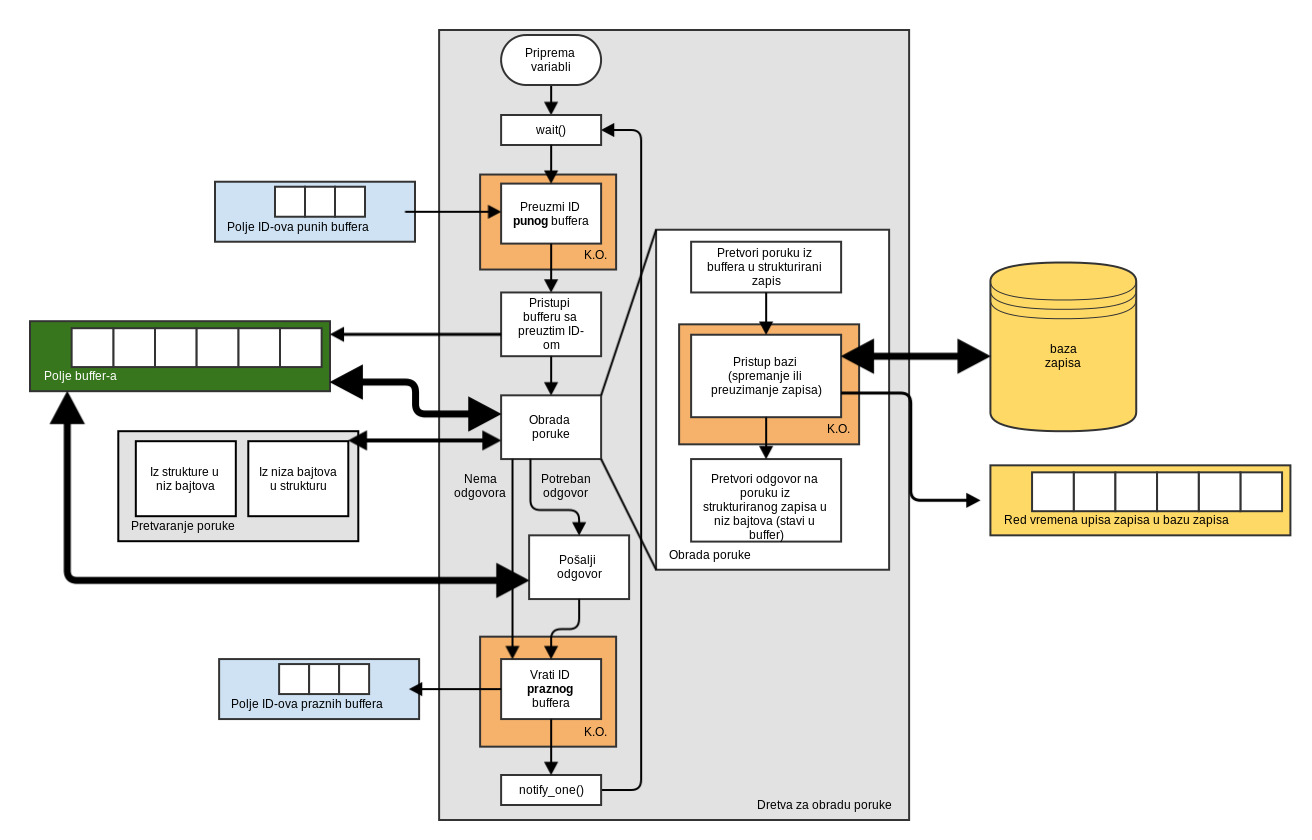 Priprema
variabli
wait()
Preuzmi ID
punog buffera
K.O.
Polje ID-ova punih buffera
Pristupi
bufferu sa
preuztim ID-
om
Polje buffer-a
Obrada
poruke
Iz strukture u
niz bajtova
Iz niza bajtova
u strukturu
Pretvaranje poruke
Nema
odgovora
Potreban
odgovor
Pošalji
odgovor
Vrati ID
praznog
buffera
K.O.
Polje ID-ova praznih buffera
notify_one()
Pretvori poruku iz
buffera u strukturirani
zapis
Pristup bazi
(spremanje ili
preuzimanje zapisa)
K.O.
Pretvori odgovor na
poruku iz
strukturiranog zapisa u
niz bajtova (stavi u
buffer)
Obrada poruke
baza
zapisa
Red vremena upisa zapisa u bazu zapisa
Dretva za obradu poruke